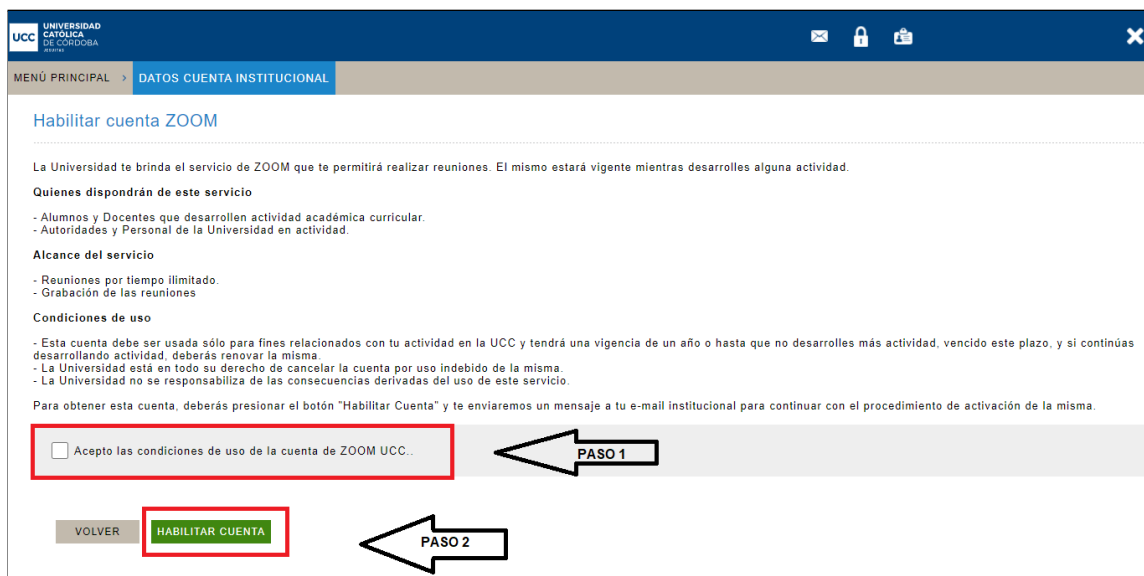 UCC
UNIVERSIDAD
CATÓLICA
DE CÓRDOBA
JESUITAS
MENÚ PRINCIPAL > DATOS CUENTA INSTITUCIONAL
Habilitar cuenta ZOOM
La Universidad te brinda el servicio de ZOOM que te permitirá realizar reuniones. El mismo estará vigente mientras desarrolles alguna actividad.
Quienes dispondrán de este servicio
- Alumnos y Docentes que desarrollen actividad académica curricular.
- Autoridades y Personal de la Universidad en actividad.
Alcance del servicio
- Reuniones por tiempo ilimitado.
- Grabación de las reuniones
Condiciones de uso
- Esta cuenta debe ser usada sólo para fines relacionados con tu actividad en la UCC y tendrá una vigencia de un año o hasta que no desarrolles más actividad, vencido este plazo, y si continúas
desarrollando actividad, deberás renovar la misma.
- La Universidad está en todo su derecho de cancelar la cuenta por uso indebido de la misma.
- La Universidad no se responsabiliza de las consecuencias derivadas del uso de este servicio.
Para obtener esta cuenta, deberás presionar el botón "Habilitar Cuenta" y te enviaremos un mensaje a tu e-mail institucional para continuar con el procedimiento de activación de la misma.
Acepto las condiciones de uso de la cuenta de ZOOM UCC..
PASO 1
VOLVER
HABILITAR CUENTA
PASO 2